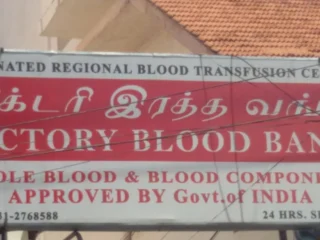 NATED REGIONAL BLOOD TRANSFUSION CE
க்டரி இரத்த வங்
CTORY BLOOD BAN
OLE BLOOD & BLOOD COMPONE
APPROVED BY Govt.of INDIA
1-2768588 24 HRS. SE